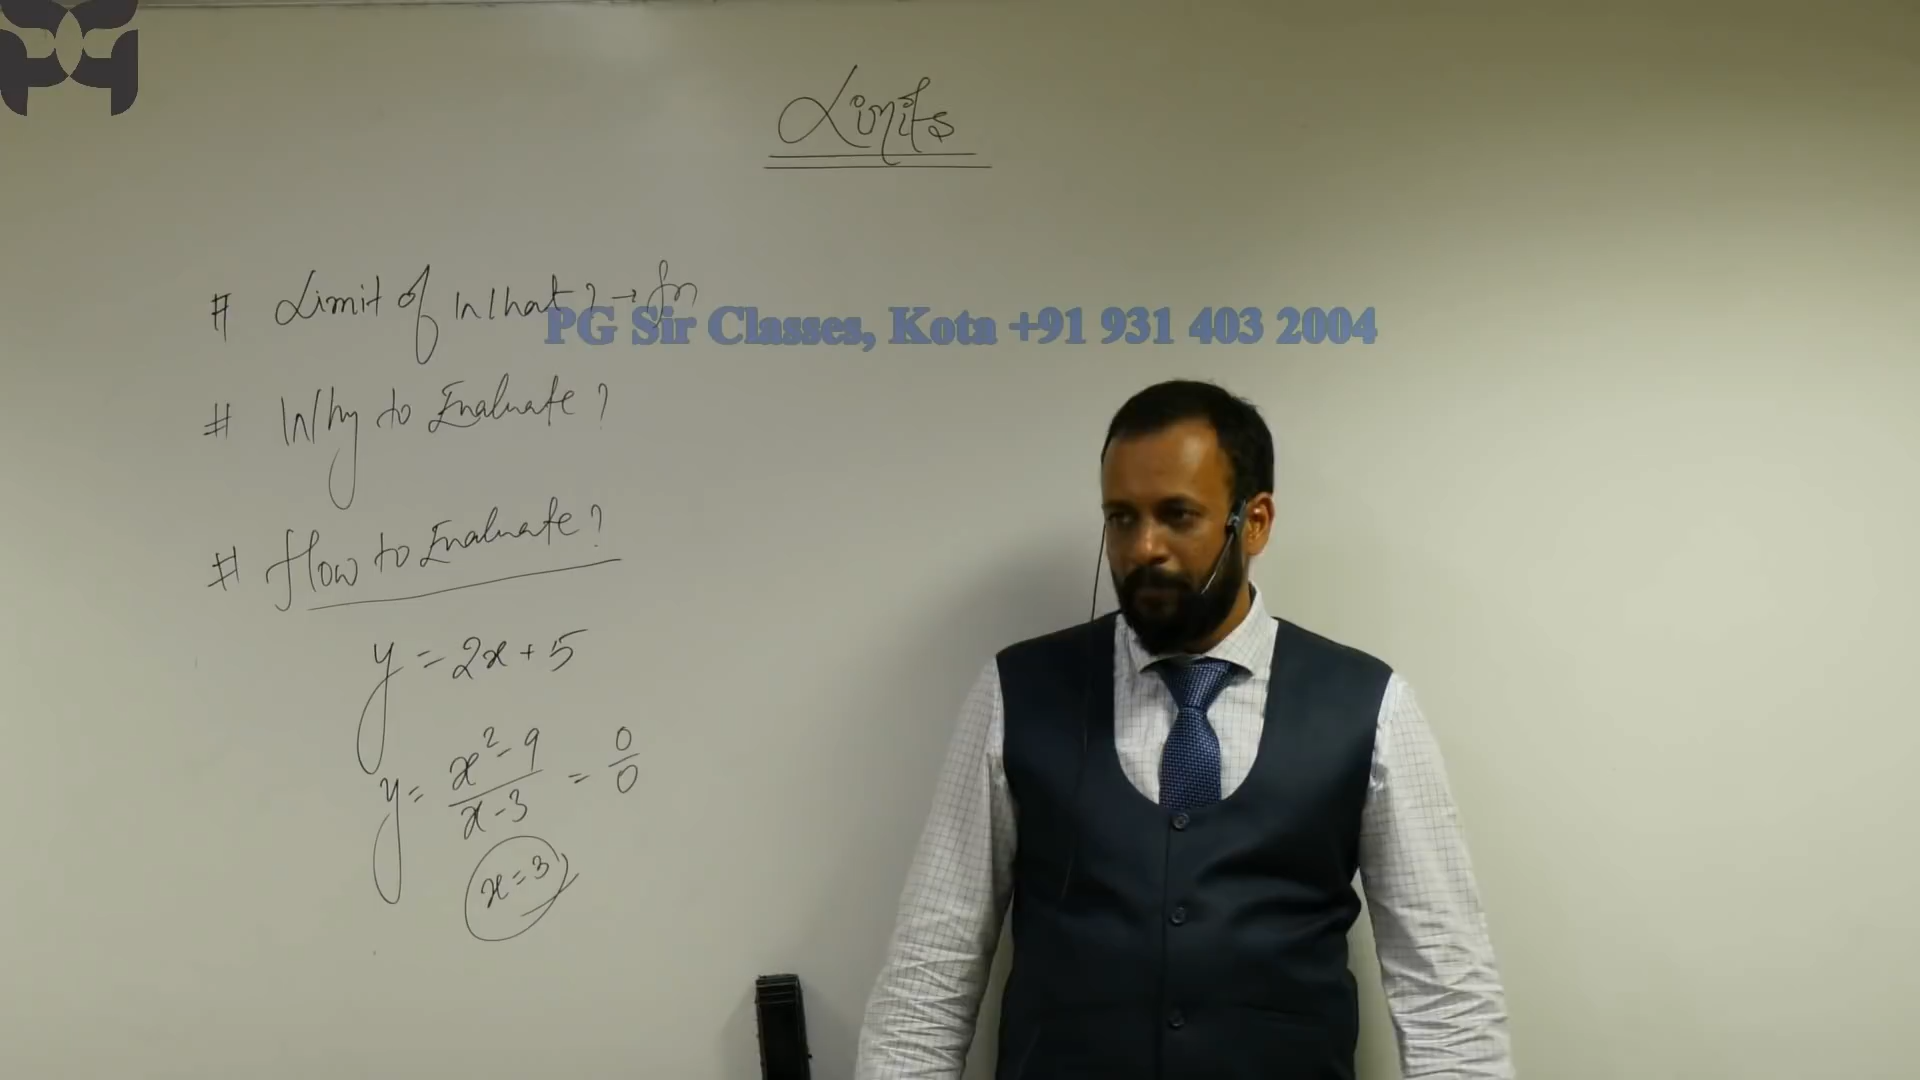 Limits
# Limit of What? → fn
PG Sir Classes, Kota +91 931 403 2004
# Why to Evaluate?
# How to Evaluate?
y = 2x + 5
y = x² - 9 / x - 3 = 0/0
x = 3